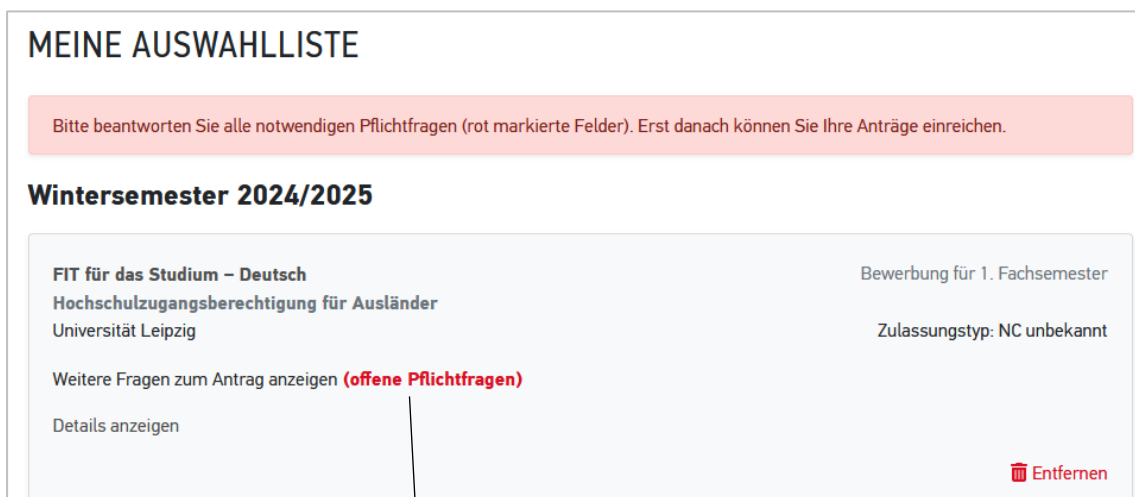 MEINE AUSWAHLLISTE
Bitte beantworten Sie alle notwendigen Pflichtfragen (rot markierte Felder). Erst danach können Sie Ihre Anträge einreichen.
Wintersemester 2024/2025
FIT für das Studium – Deutsch
Bewerbung für 1. Fachsemester
Hochschulzugangsberechtigung für Ausländer
Universität Leipzig
Zulassungstyp: NC unbekannt
Weitere Fragen zum Antrag anzeigen (offene Pflichtfragen)
Details anzeigen
Entfernen